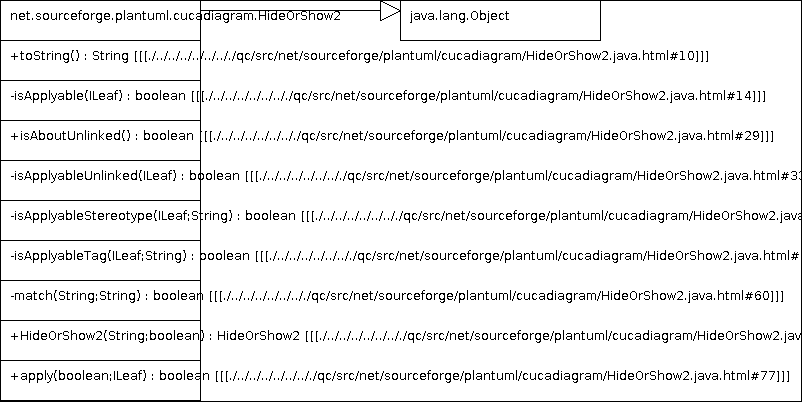 net.sourceforge.plantuml.cucadiagram.HideOrShow2
java.lang.Object
+toString() : String [[[./../../../../../../../qc/src/net/sourceforge/plantuml/cucadiagram/HideOrShow2.java.html#10]]]
-isApplyable(ILeaf) : boolean [[[./../../../../../../../qc/src/net/sourceforge/plantuml/cucadiagram/HideOrShow2.java.html#14]]]
+isAboutUnlinked() : boolean [[[./../../../../../../../qc/src/net/sourceforge/plantuml/cucadiagram/HideOrShow2.java.html#29]]]
-isApplyableUnlinked(ILeaf) : boolean [[[./../../../../../../../qc/src/net/sourceforge/plantuml/cucadiagram/HideOrShow2.java.html#33
-isApplyableStereotype(ILeaf;String) : boolean [[[./../../../../../../../qc/src/net/sourceforge/plantuml/cucadiagram/HideOrShow2.java
-isApplyableTag(ILeaf;String) : boolean [[[./../../../../../../../qc/src/net/sourceforge/plantuml/cucadiagram/HideOrShow2.java.html#
-match(String;String) : boolean [[[./../../../../../../../qc/src/net/sourceforge/plantuml/cucadiagram/HideOrShow2.java.html#60]]]
+HideOrShow2(String;boolean) : HideOrShow2 [[[./../../../../../../../qc/src/net/sourceforge/plantuml/cucadiagram/HideOrShow2.jav
+apply(boolean;ILeaf) : boolean [[[./../../../../../../../qc/src/net/sourceforge/plantuml/cucadiagram/HideOrShow2.java.html#77]]]